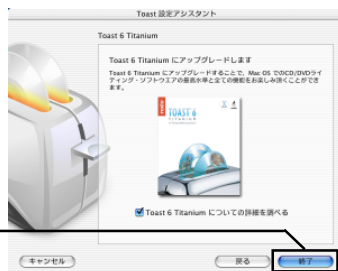 Toast 設定アシスタント
Toast 6 Titanium
Toast 6 Titanium にアップグレードします
Toast 6 Titanium にアップグレードすることで、Mac OS でのCD/DVDライ
ティング・ソフトウエアの最高水準と全ての機能をお楽しみ頂くことができ
ます。
TOAST 6
TITANIUM
Toast 6 Titanium についての詳細を調べる
キャンセル
戻る
終了